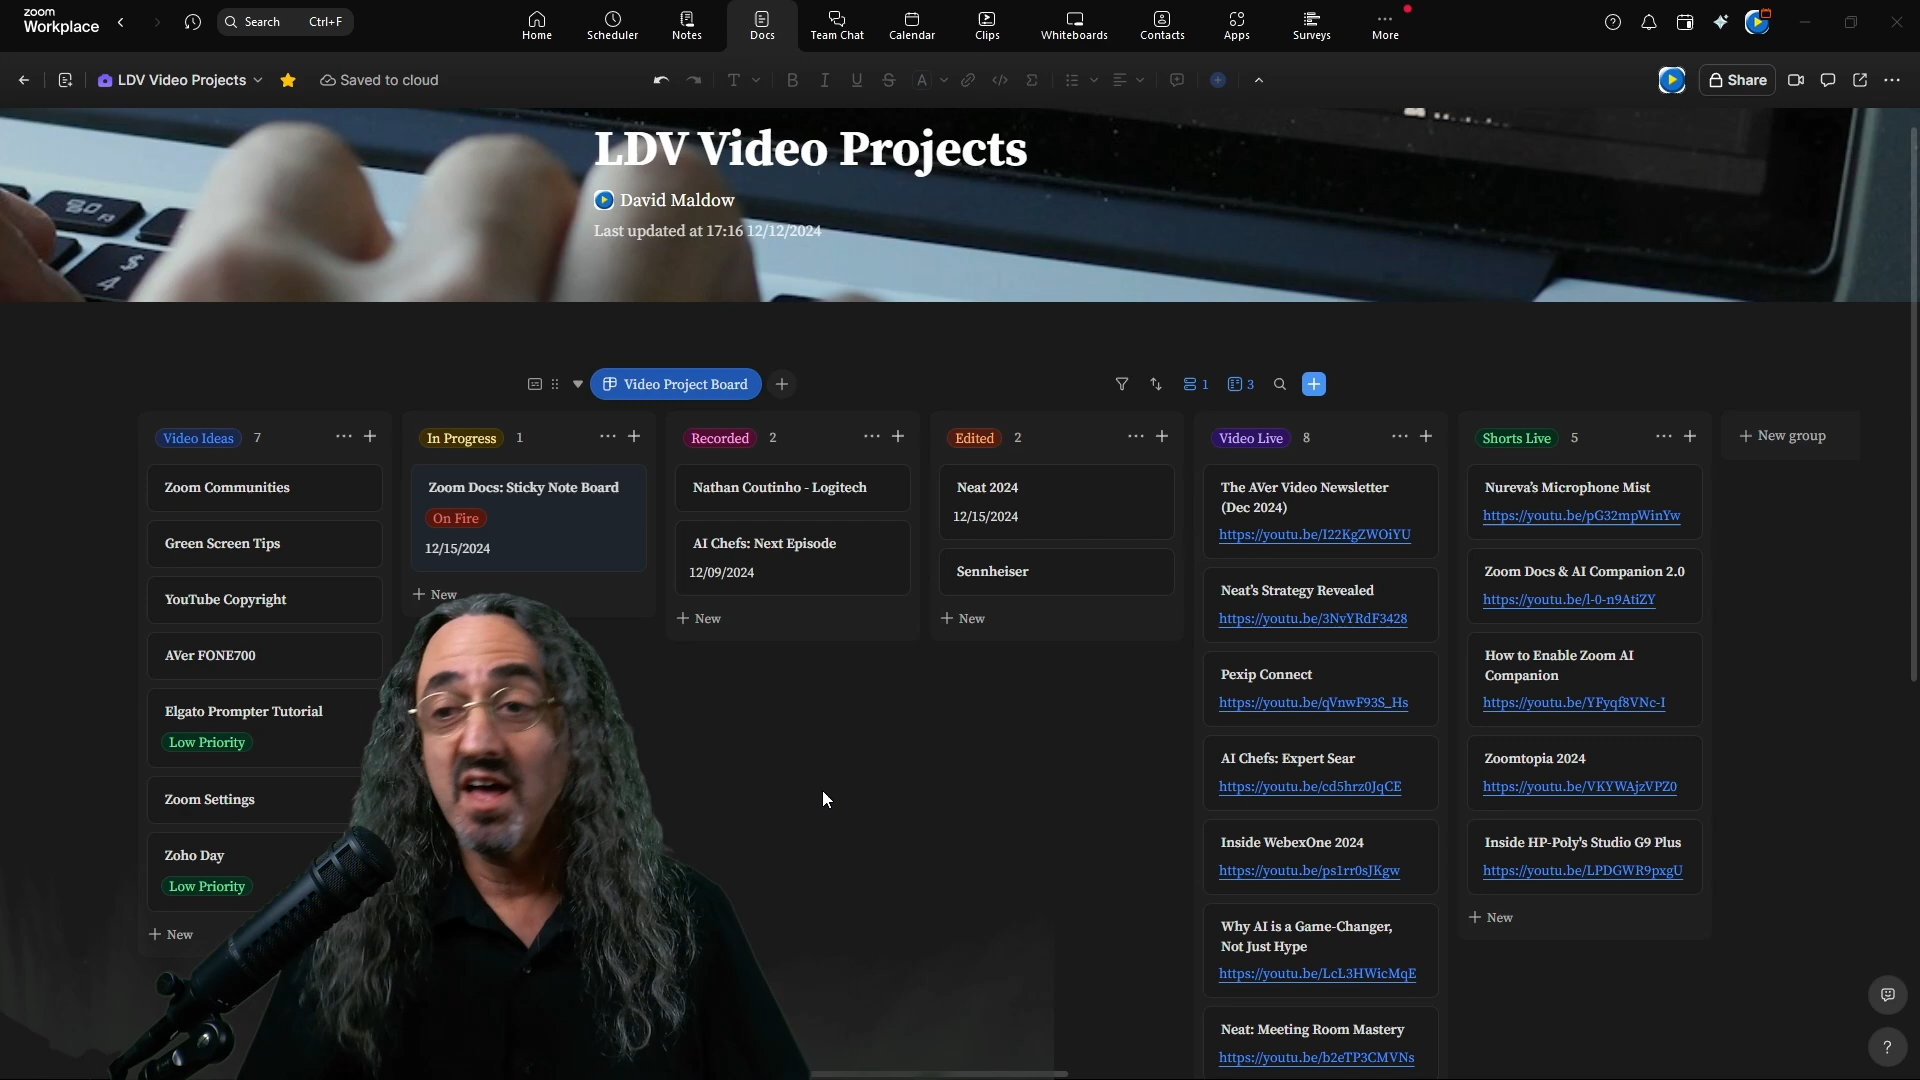 zoom
Workplace
Search Ctrl+F
Home
Scheduler
Notes
Docs
Team Chat
Calendar
Clips
Whiteboards
Contacts
Apps
Surveys
More
LDV Video Projects
Saved to cloud
Share
LDV Video Projects
David Maldow
Last updated at 17:16 12/12/2024
Video Project Board
1
3
Video Ideas 7
Zoom Communities
Green Screen Tips
YouTube Copyright
AVer FONE700
Elgato Prompter Tutorial
Low Priority
Zoom Settings
Zoho Day
Low Priority
+ New
In Progress 1
Zoom Docs: Sticky Note Board
On Fire
12/15/2024
+ New
Recorded 2
Nathan Coutinho - Logitech
AI Chefs: Next Episode
12/09/2024
+ New
Edited 2
Neat 2024
12/15/2024
Sennheiser
+ New
Video Live 8
The AVer Video Newsletter
(Dec 2024)
https://youtu.be/I22KgZWOiYU
Neat's Strategy Revealed
https://youtu.be/3NvYRdF3428
Pexip Connect
https://youtu.be/qVnwF93S_Hs
AI Chefs: Expert Sear
https://youtu.be/cd5hrz0JqCE
Inside WebexOne 2024
https://youtu.be/ps1rr0sJKgw
Why AI is a Game-Changer,
Not Just Hype
https://youtu.be/LcL3HWicMqE
Neat: Meeting Room Mastery
https://youtu.be/b2eTP3CMVNs
Shorts Live 5
Nureva's Microphone Mist
https://youtu.be/pG32mpWinYw
Zoom Docs & AI Companion 2.0
https://youtu.be/l-0-n9AtiZY
How to Enable Zoom AI
Companion
https://youtu.be/YFyqf8VNc-I
Zoomtopia 2024
https://youtu.be/VKYWAjzVPZ0
Inside HP-Poly's Studio G9 Plus
https://youtu.be/LPDGWR9pxgU
+ New
+ New group
$
4
F3